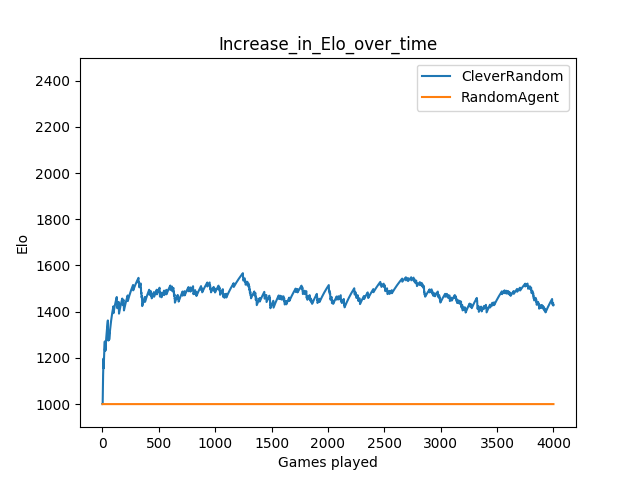 Increase_in_Elo_over_time
CleverRandom
RandomAgent
2400
2200
2000
1800
1600
1400
1200
1000
Elo
0 500 1000 1500 2000 2500 3000 3500 4000
Games played